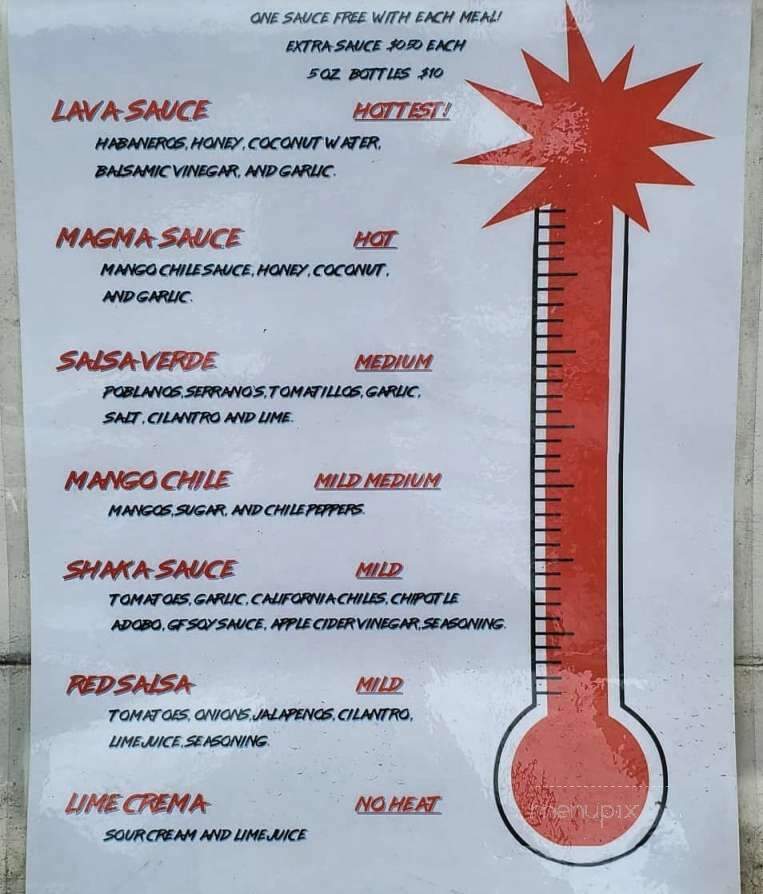 ONE SAUCE FREE WITH EACH MEAL!
EXTRA SAUCE $0.50 EACH
5 OZ BOTTLES $10
LAVA SAUCE HOTTEST!
HABANEROS, HONEY, COCONUT WATER,
BALSAMIC VINEGAR, AND GARLIC.
MAGMA SAUCE HOT
MANGO CHILE SAUCE, HONEY, COCONUT,
AND GARLIC.
SALSA VERDE MEDIUM
POBLANOS, SERRANO'S, TOMATILLOS, GARLIC,
SALT, CILANTRO AND LIME.
MANGO CHILE MILD MEDIUM
MANGOS, SUGAR, AND CHILE PEPPERS.
SHAKA SAUCE MILD
TOMATOES, GARLIC, CALIFORNIA CHILES, CHIPOTLE
ADOBO, GF SOY SAUCE, APPLE CIDER VINEGAR, SEASONING.
RED SALSA MILD
TOMATOES, ONIONS, JALAPENOS, CILANTRO,
LIME JUICE, SEASONING.
LIME CREMA NO HEAT
SOUR CREAM AND LIME JUICE
menupix